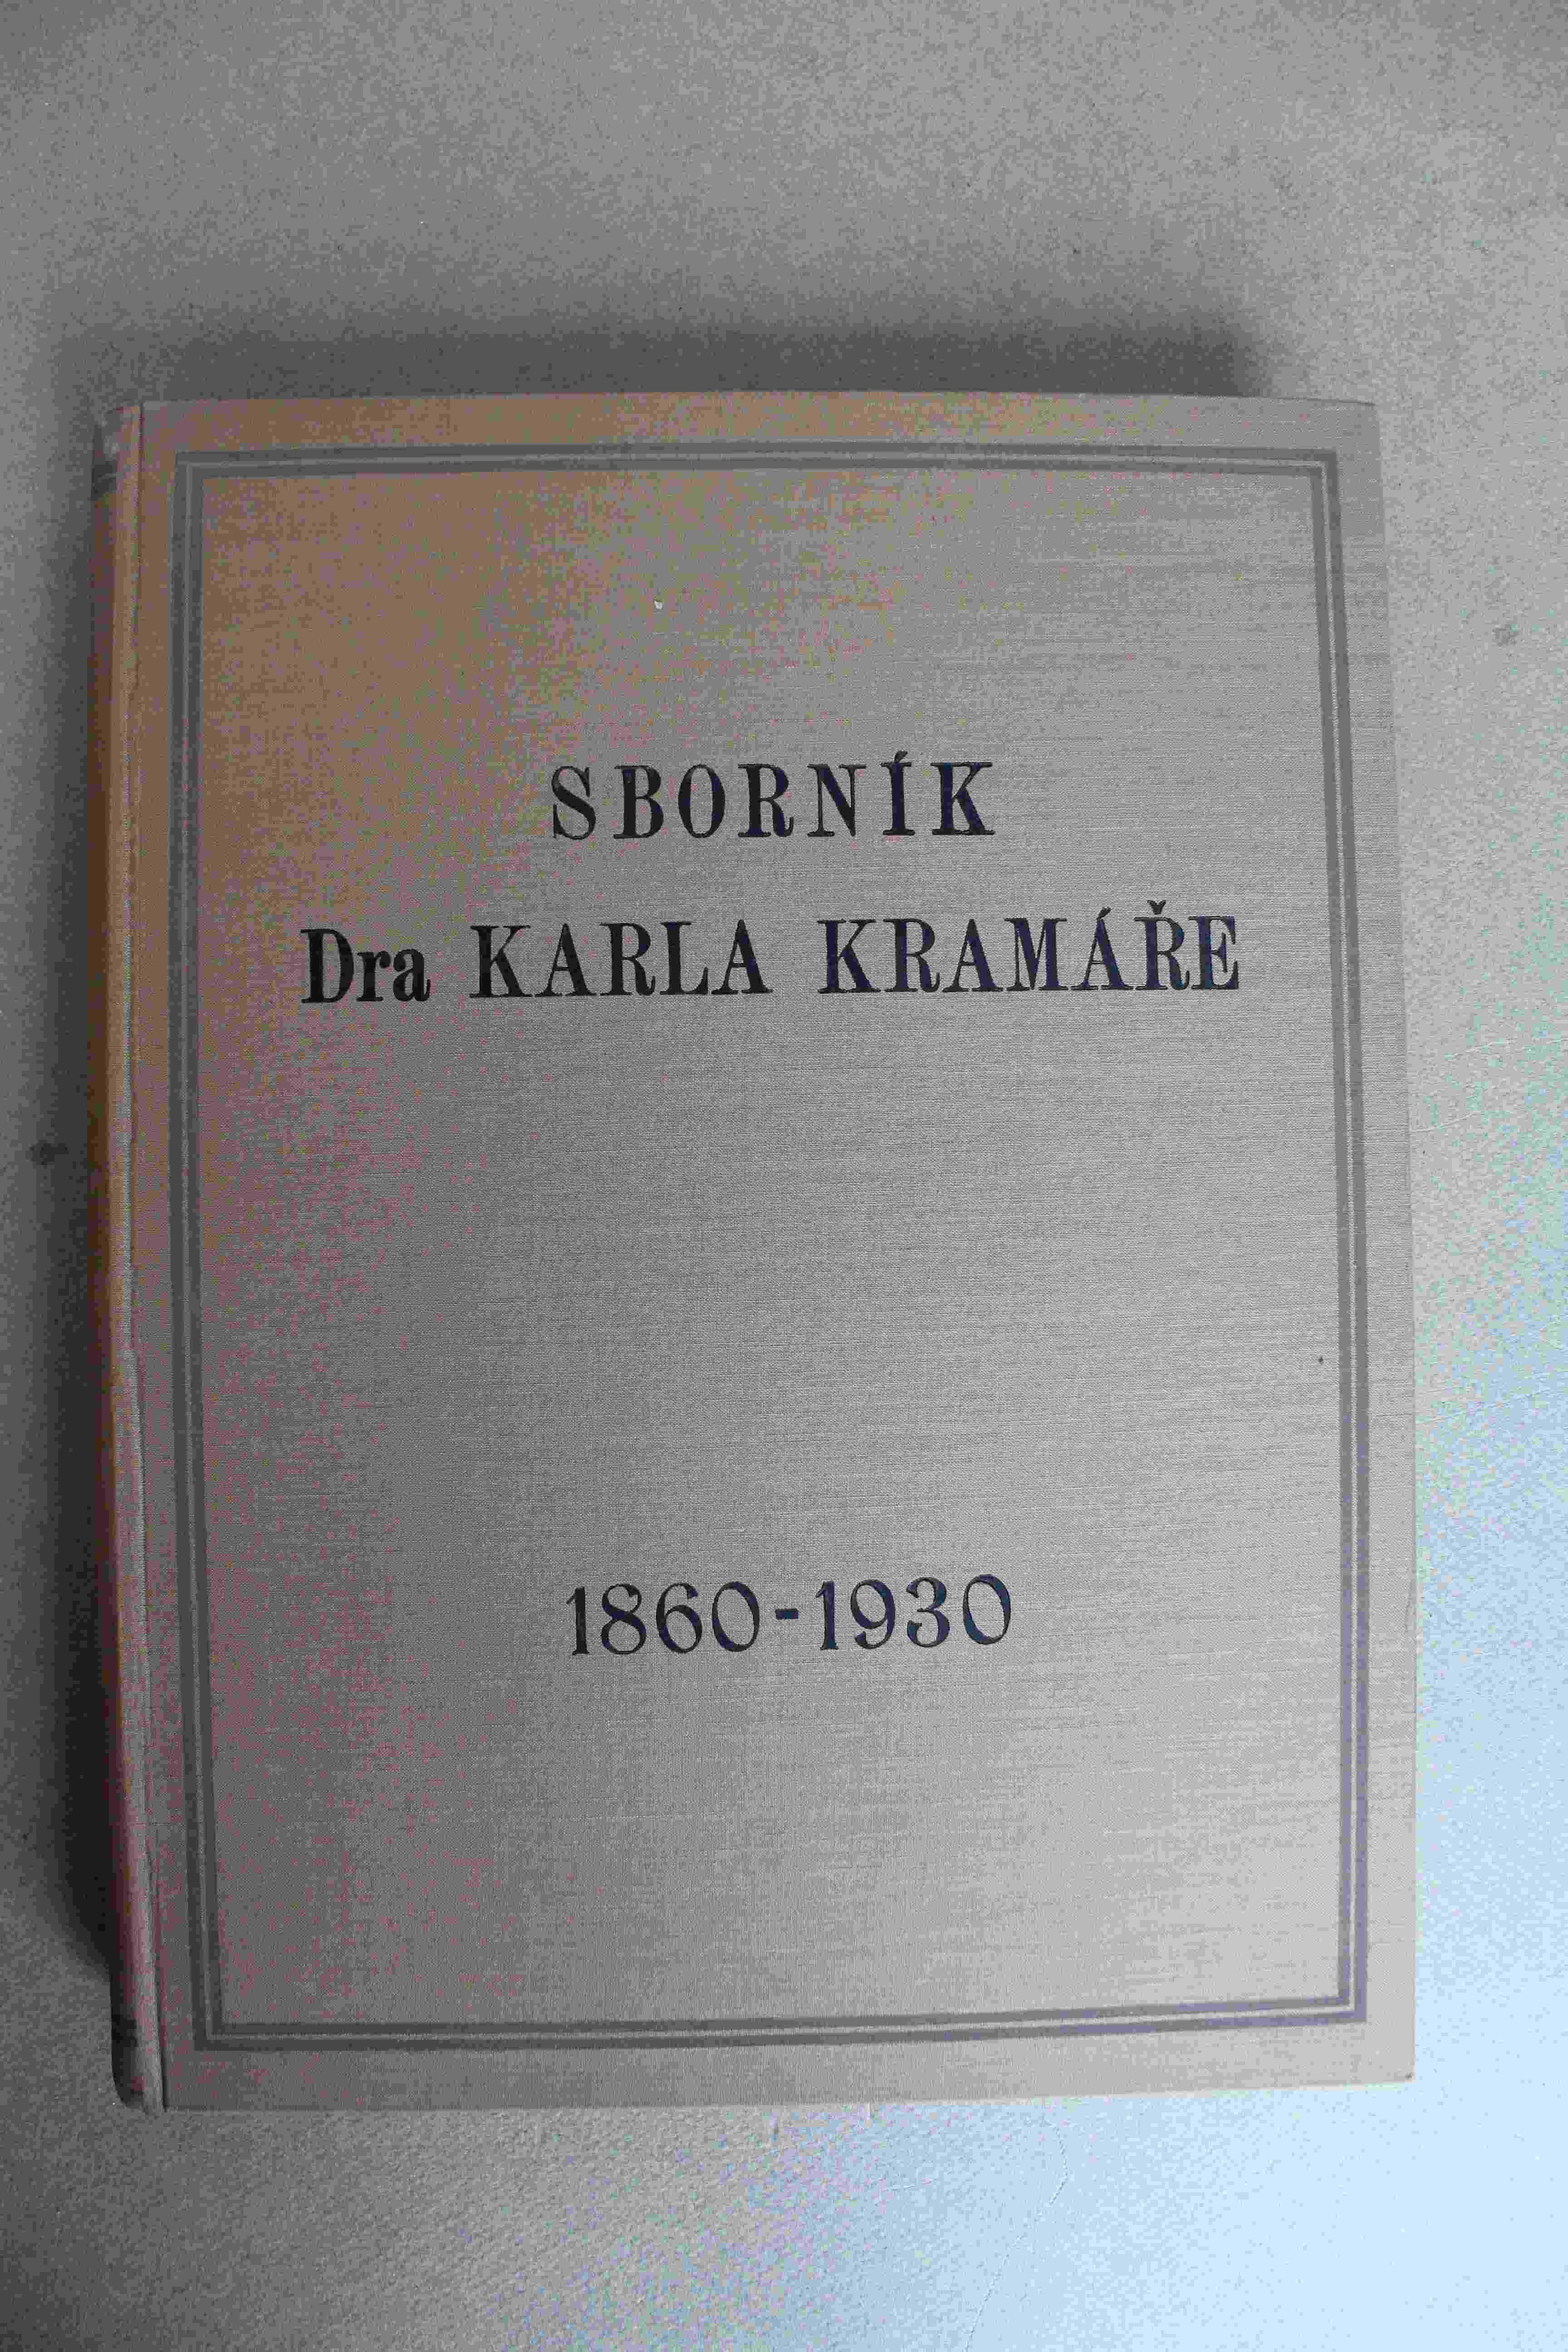 SBORNÍK
Dra KARLA KRAMÁŘE
1860-1930